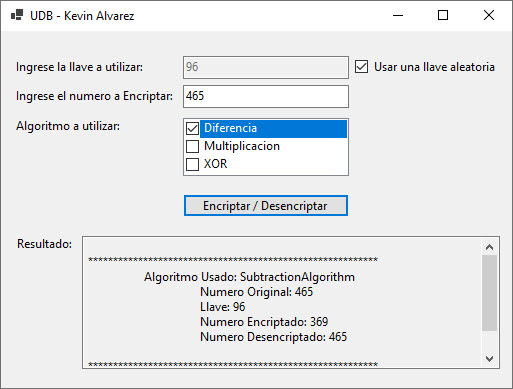 UDB - Kevin Alvarez
Ingrese la llave a utilizar: 96 Usar una llave aleatoria
Ingrese el numero a Encriptar: 465
Algoritmo a utilizar: Diferencia
Multiplicacion
XOR
Encriptar / Desencriptar
Resultado:
**********************************************************
Algoritmo Usado: SubtractionAlgorithm
Numero Original: 465
Llave: 96
Numero Encriptado: 369
Numero Desencriptado: 465
**********************************************************